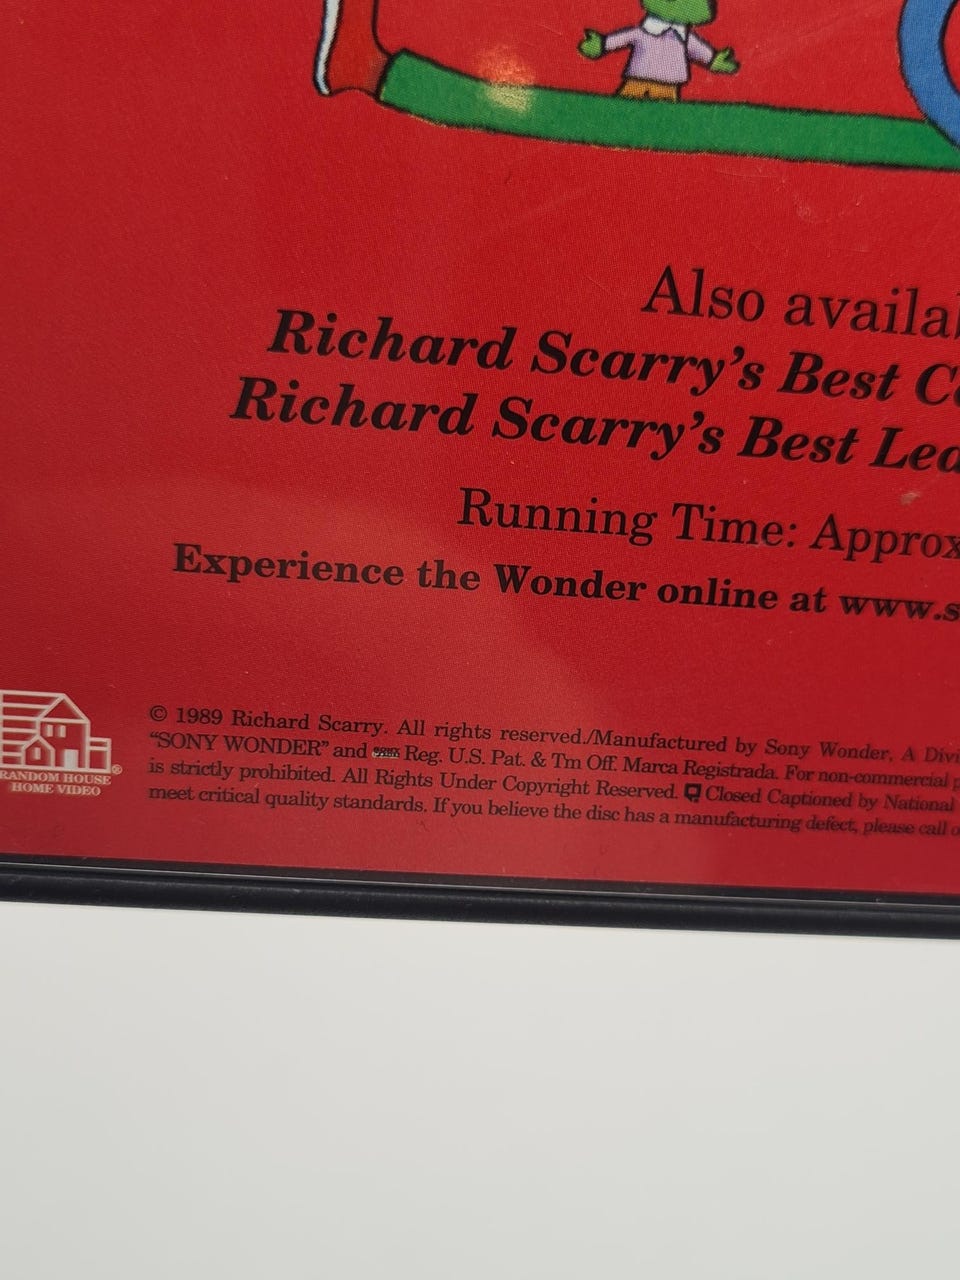 Also availa
Richard Scarry's Best C
Richard Scarry's Best Lea
Running Time: Approx
Experience the Wonder online at www.s
RANDOM HOUSE®
HOME VIDEO
© 1989 Richard Scarry. All rights reserved./Manufactured by Sony Wonder, A Divi
"SONY WONDER" and Reg. U.S. Pat. & Tm Off. Marca Registrada. For non-commercial p
is strictly prohibited. All Rights Under Copyright Reserved. Closed Captioned by National
meet critical quality standards. If you believe the disc has a manufacturing defect, please call o